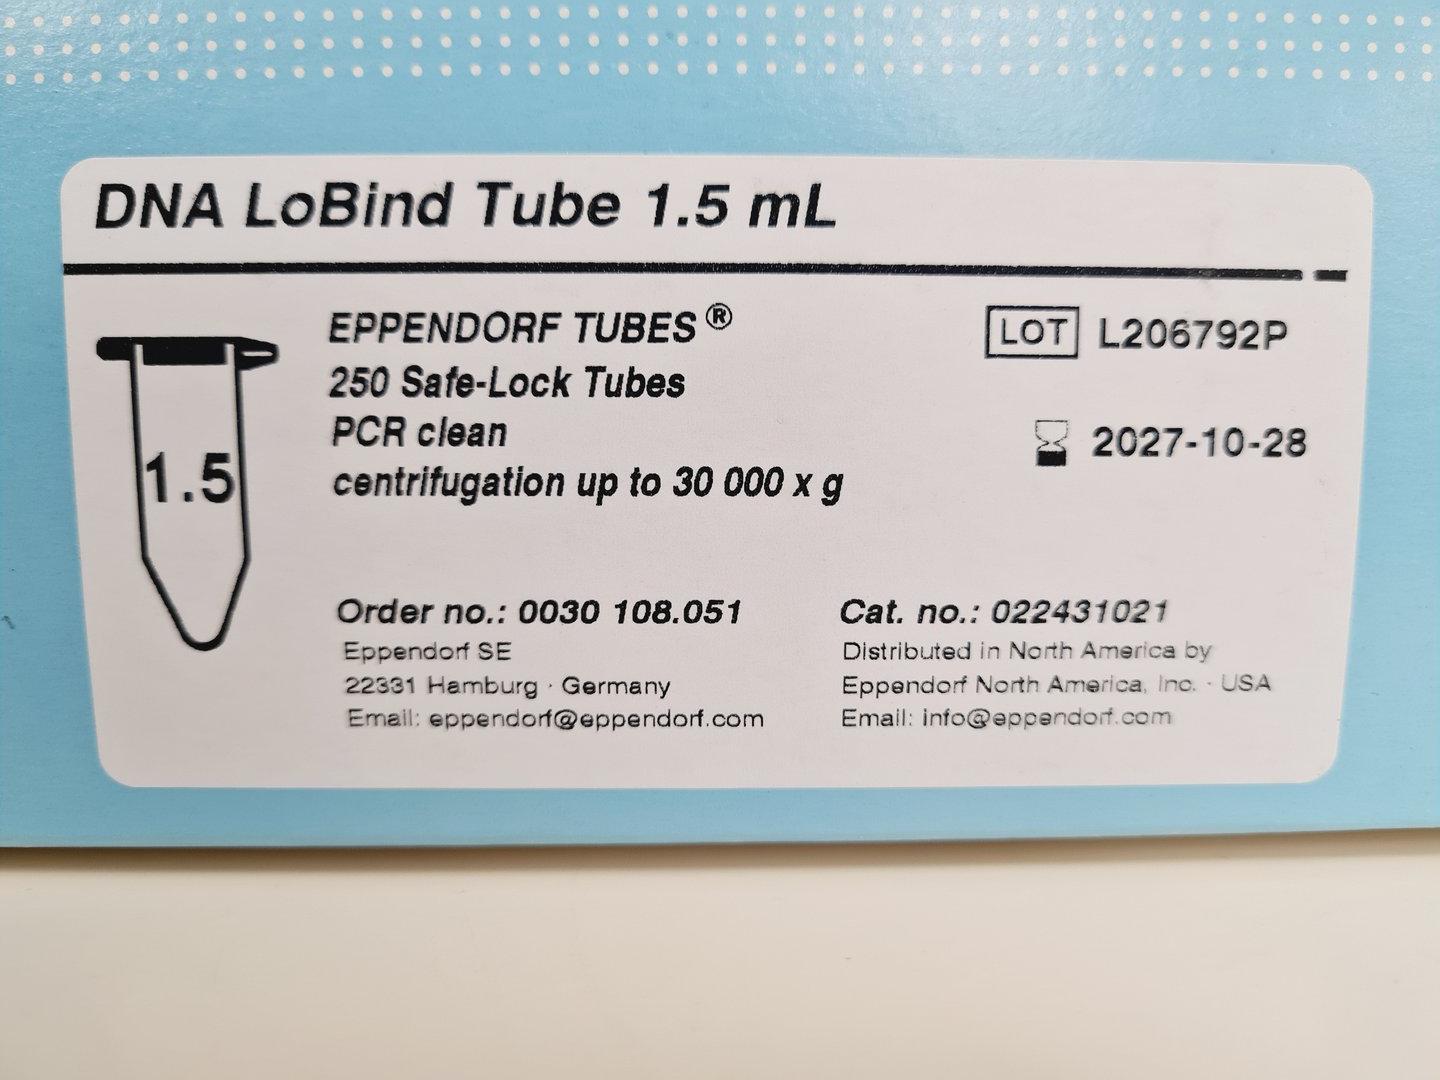 DNA LoBind Tube 1.5 mL
EPPENDORF TUBES®
250 Safe-Lock Tubes
PCR clean
centrifugation up to 30 000 x g
1.5
LOT L206792P
2027-10-28
Order no.: 0030 108.051
Eppendorf SE
22331 Hamburg · Germany
Email: eppendorf@eppendorf.com
Cat. no.: 022431021
Distributed in North America by
Eppendorf North America, Inc. · USA
Email: info@eppendorf.com